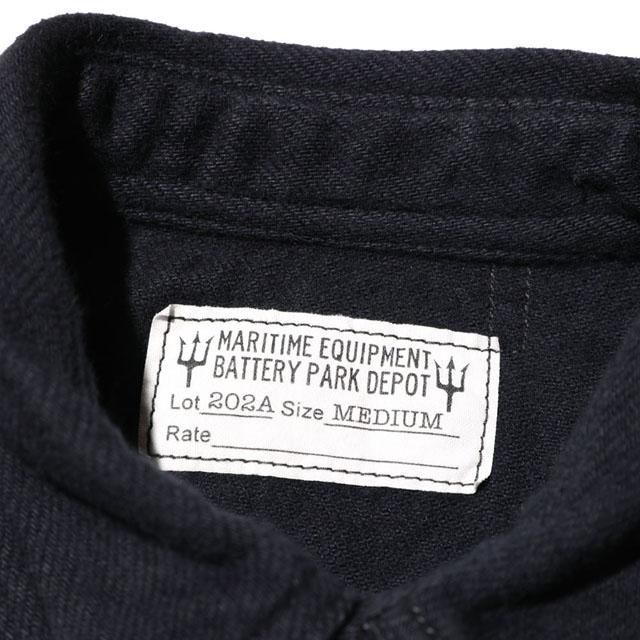 MARITIME EQUIPMENT
BATTERY PARK DEPOT
Lot 202A Size MEDIUM
Rate